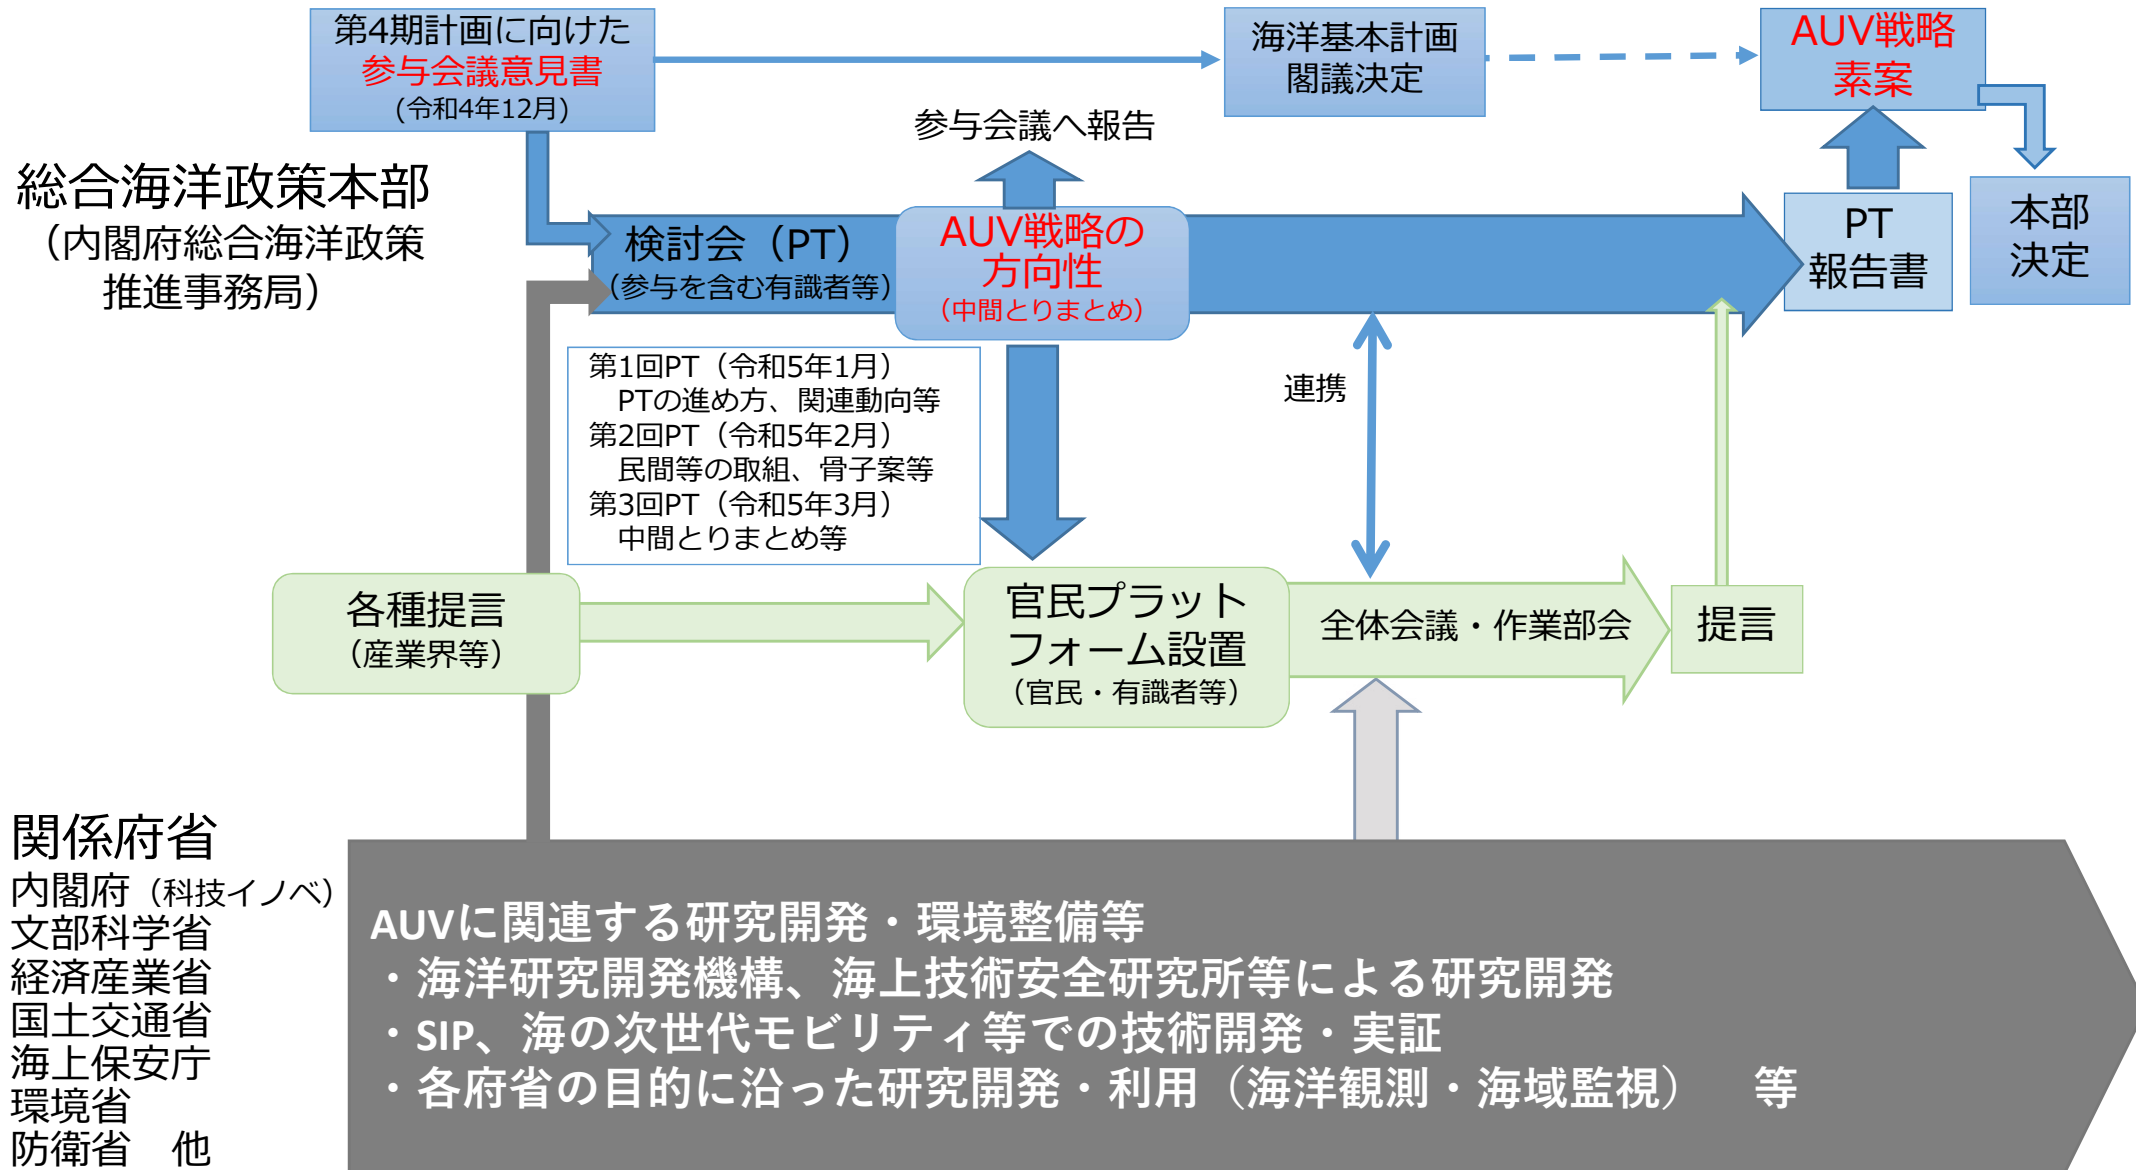 第4期計画に向けた
参与会議意見書
(令和4年12月)
海洋基本計画
閣議決定
AUV戦略
素案
参与会議へ報告
総合海洋政策本部
（内閣府総合海洋政策
推進事務局）
検討会（PT）
（参与を含む有識者等）
AUV戦略の
方向性
（中間とりまとめ）
PT
報告書
本部
決定
第1回PT（令和5年1月）
PTの進め方、関連動向等
第2回PT（令和5年2月）
民間等の取組、骨子案等
第3回PT（令和5年3月）
中間とりまとめ等
連携
各種提言
（産業界等）
官民プラット
フォーム設置
（官民・有識者等）
全体会議・作業部会
提言
関係府省
内閣府（科技イノベ）
文部科学省
経済産業省
国土交通省
海上保安庁
環境省
防衛省　他
AUVに関連する研究開発・環境整備等
・海洋研究開発機構、海上技術安全研究所等による研究開発
・SIP、海の次世代モビリティ等での技術開発・実証
・各府省の目的に沿った研究開発・利用（海洋観測・海域監視）　等